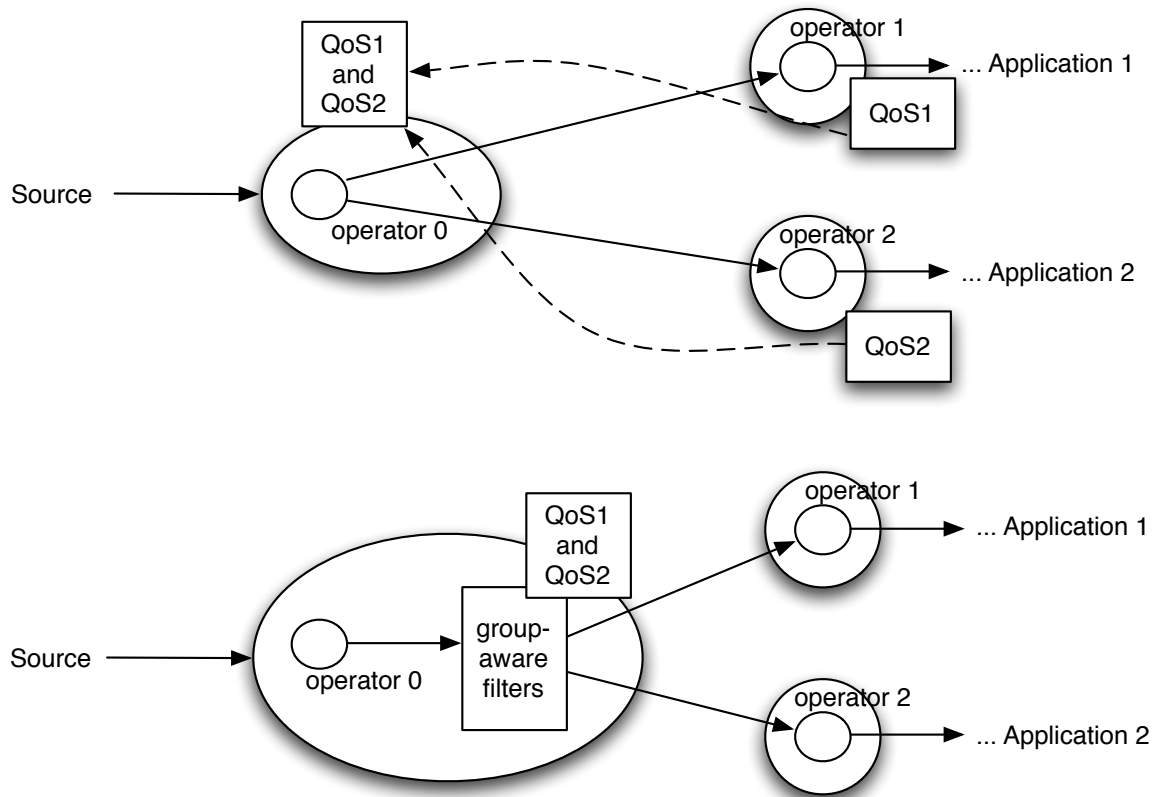 QoS1
and
QoS2
operator 1
... Application 1
QoS1
Source
operator 0
operator 2
... Application 2
QoS2
QoS1
and
QoS2
operator 1
... Application 1
group-
aware
filters
Source
operator 0
operator 2
... Application 2